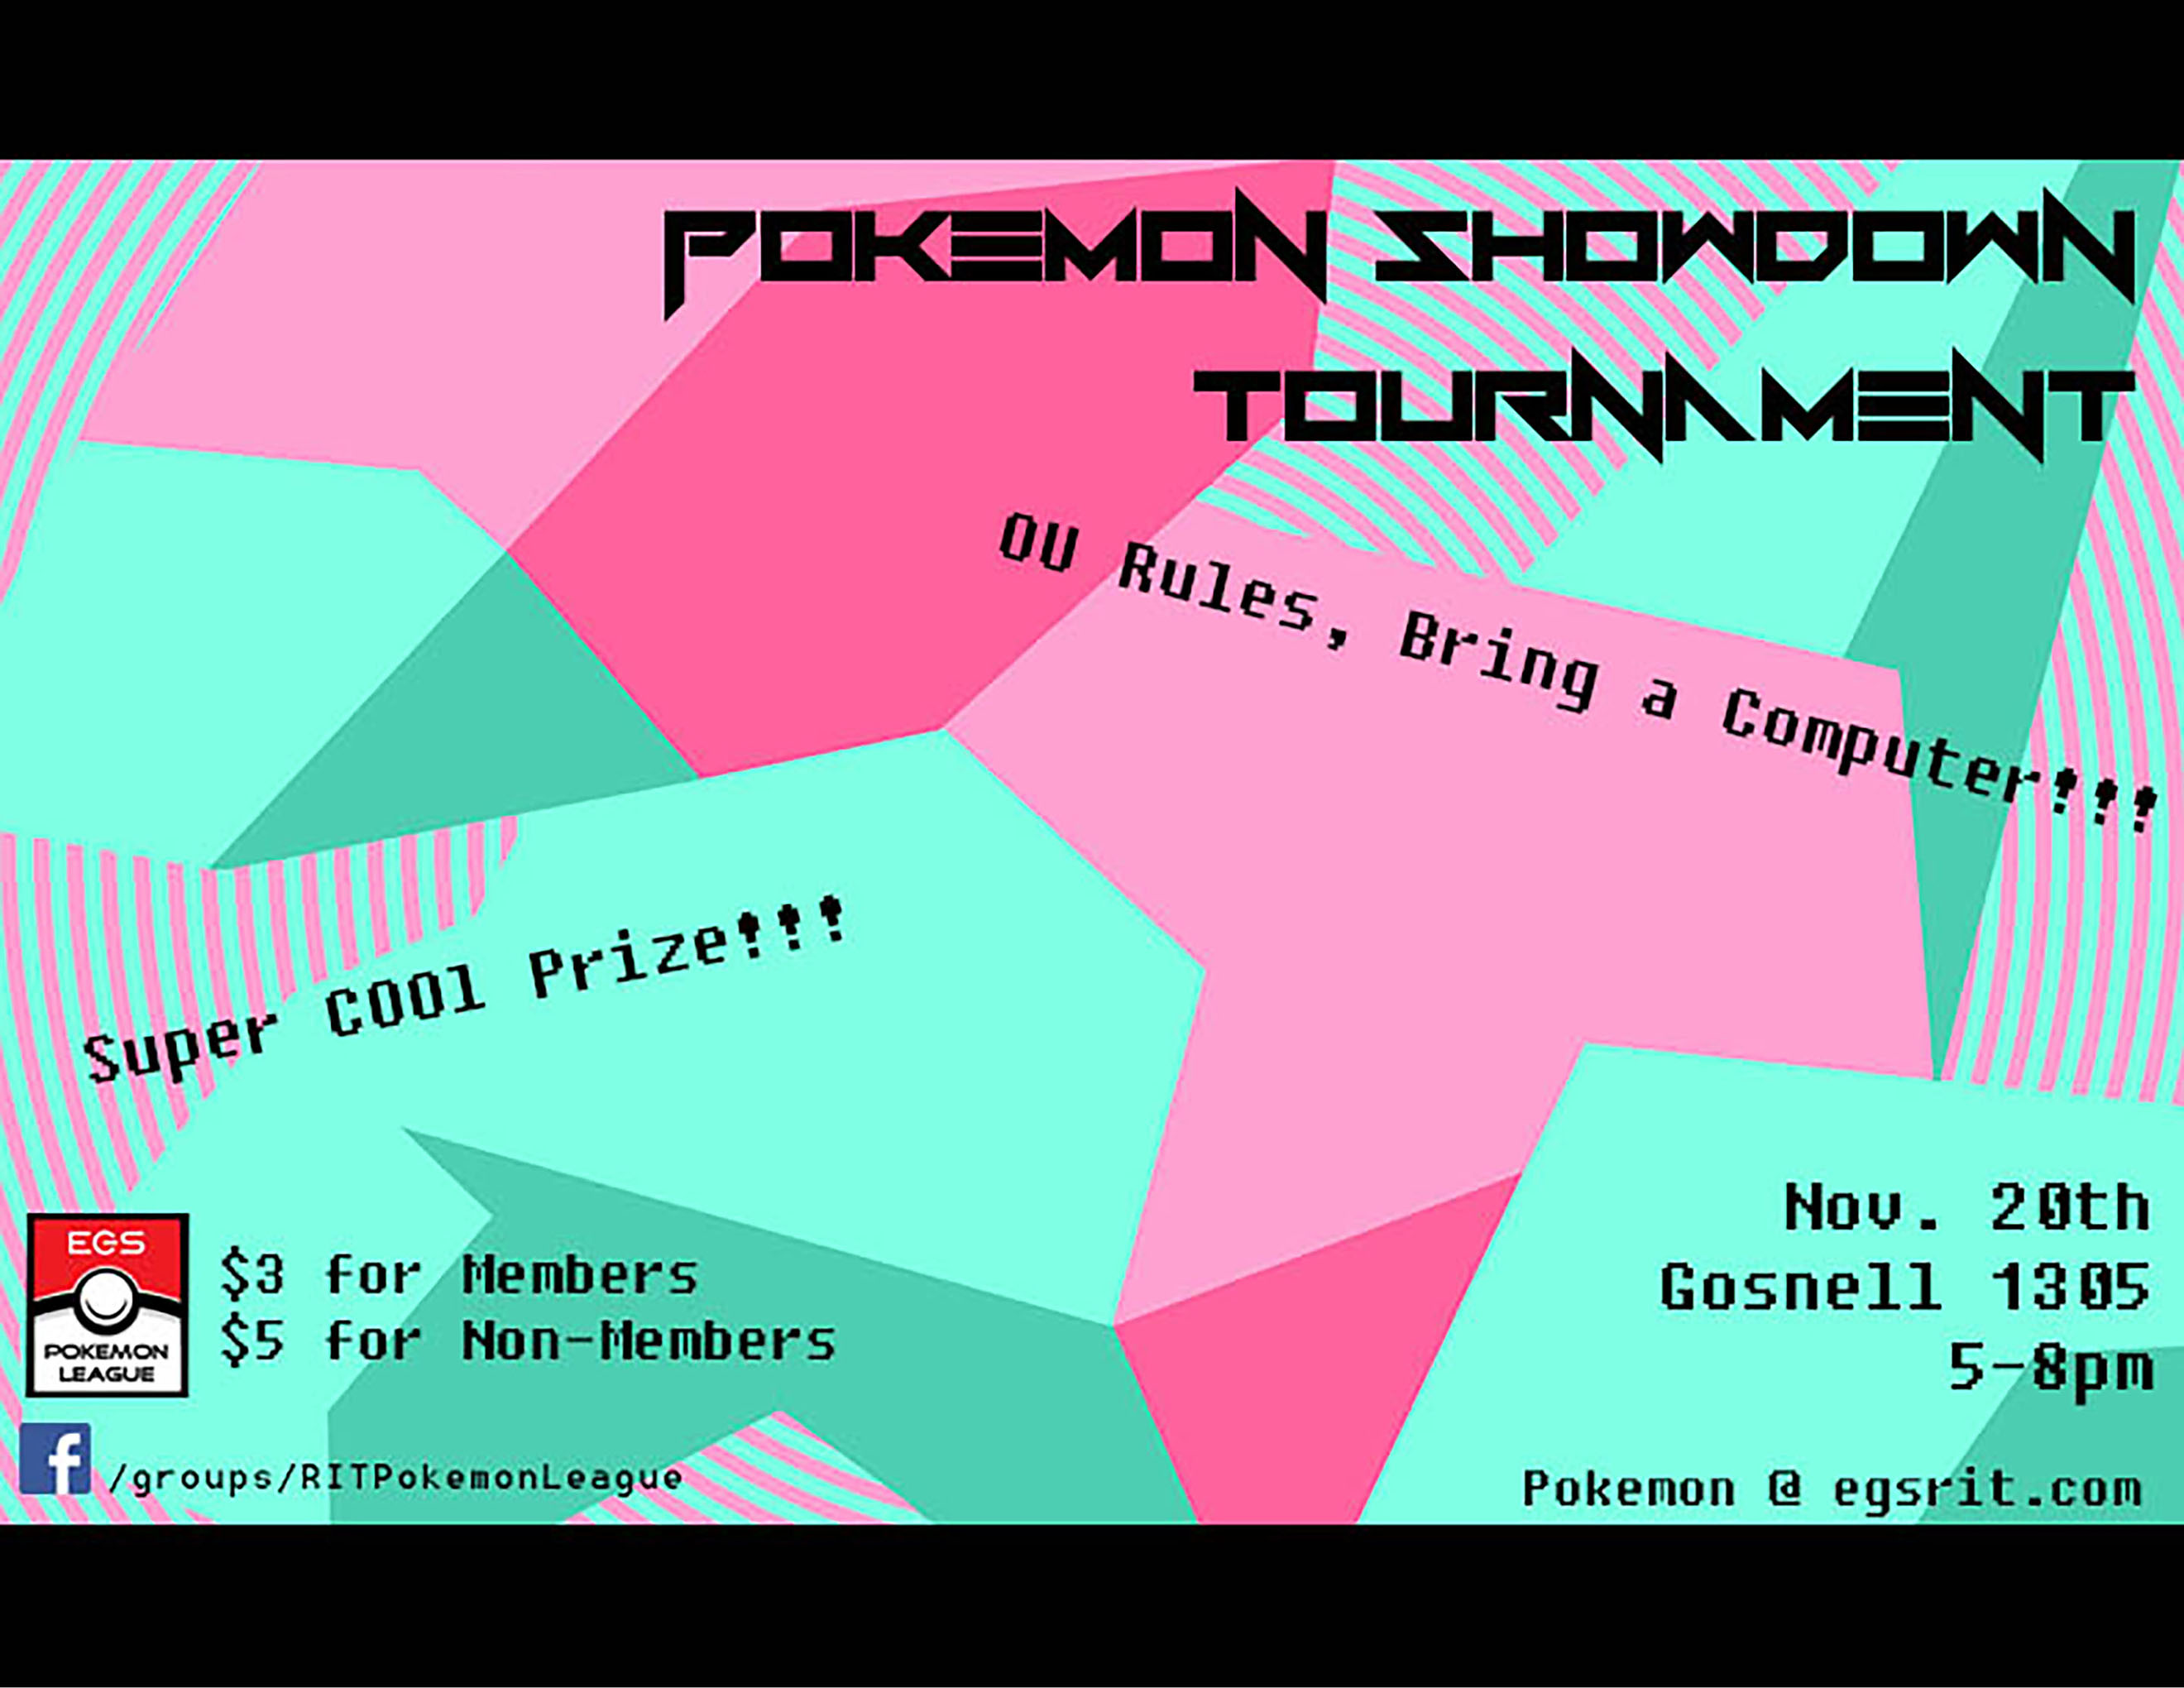 POKEMON SHOWDOWN
TOURNAMENT
OU Rules, Bring a Computer!!!
Super COOl Prize!!!
EGS
POKEMON
LEAGUE
$3 for Members
$5 for Non-Members
f /groups/RITPokemonLeague
Nov. 20th
Gosnell 1305
5-8pm
Pokemon @ egsrit.com